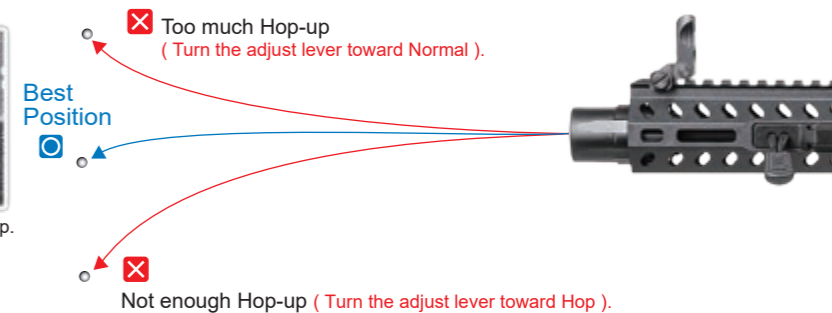 Too much Hop-up
( Turn the adjust lever toward Normal ).
Best
Position
p.
Not enough Hop-up ( Turn the adjust lever toward Hop ).